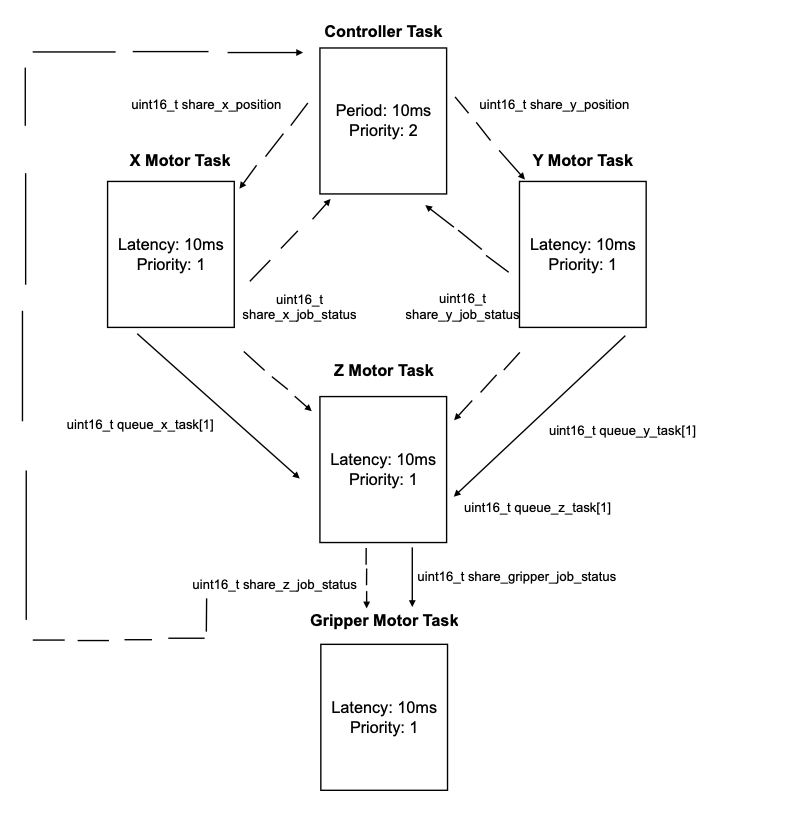 Controller Task
uint16_t share_x_position
Period: 10ms
Priority: 2
uint16_t share_y_position
X Motor Task
Y Motor Task
Latency: 10ms
Priority: 1
Latency: 10ms
Priority: 1
uint16_t
share_x_job_status
uint16_t
share_y_job_status
Z Motor Task
uint16_t queue_x_task[1]
uint16_t queue_y_task[1]
Latency: 10ms
Priority: 1
uint16_t queue_z_task[1]
uint16_t share_z_job_status
uint16_t share_gripper_job_status
Gripper Motor Task
Latency: 10ms
Priority: 1